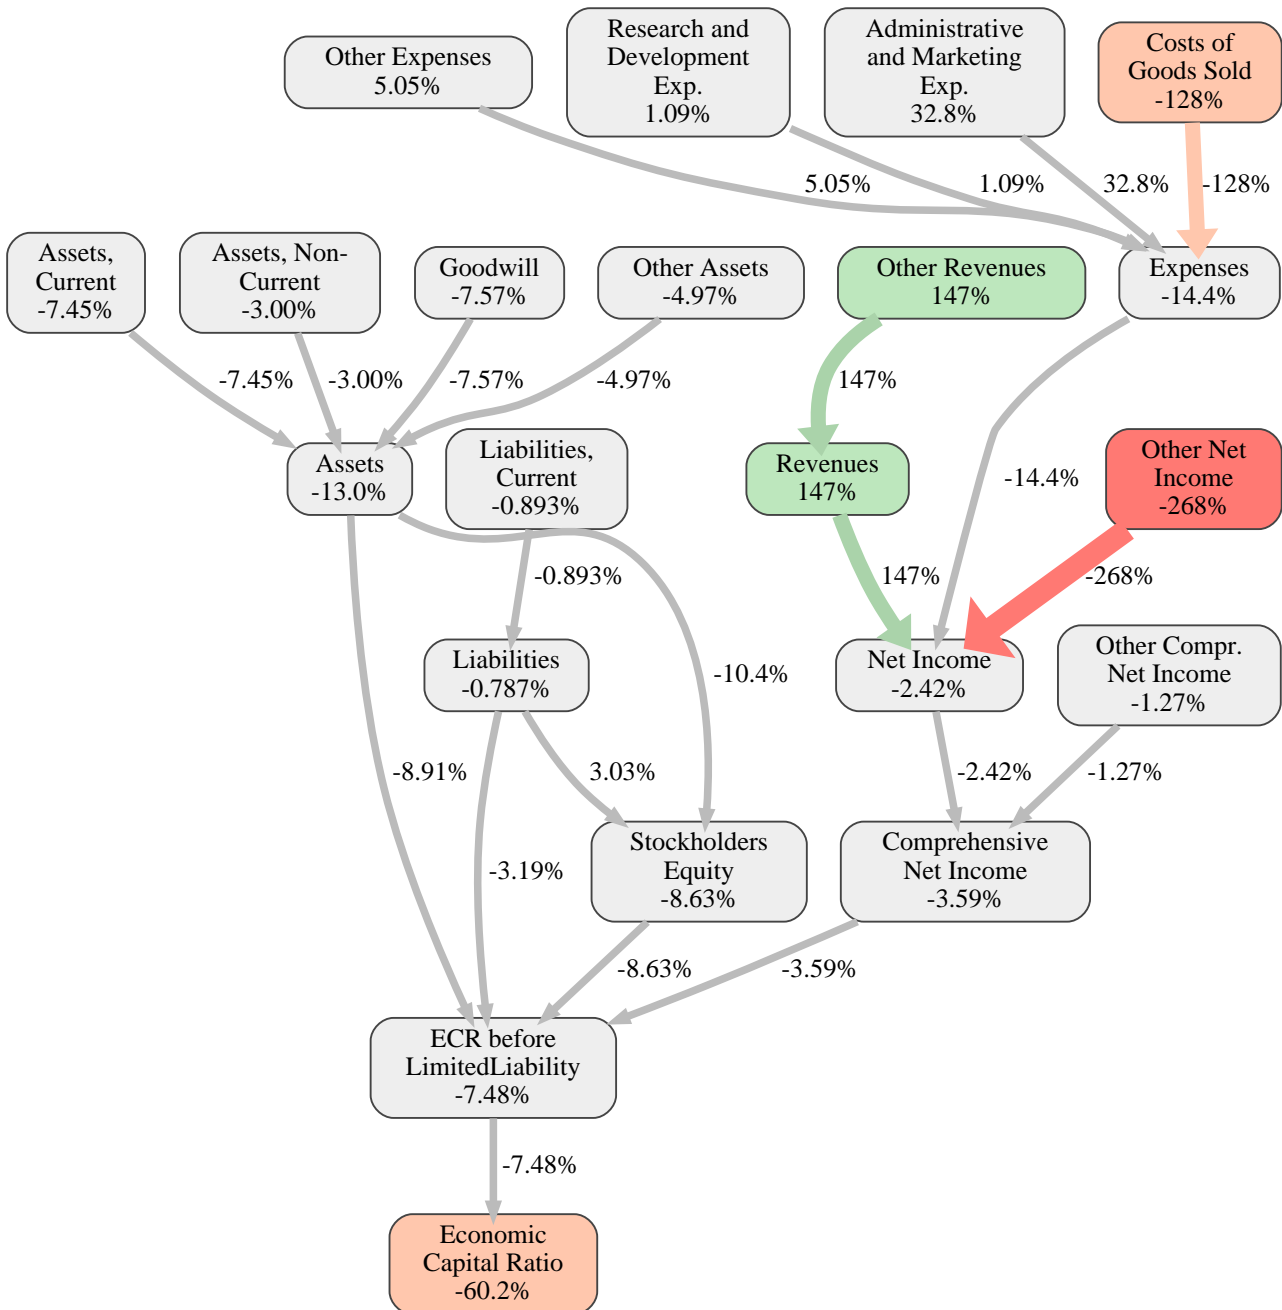 Other Expenses
5.05%
Research and
Development
Exp.
1.09%
Administrative
and Marketing
Exp.
32.8%
Costs of
Goods Sold
-128%
5.05%
1.09%
32.8%
-128%
Assets,
Current
-7.45%
Assets, Non-
Current
-3.00%
Goodwill
-7.57%
Other Assets
-4.97%
Other Revenues
147%
Expenses
-14.4%
-7.45%
-3.00%
-7.57%
-4.97%
147%
Assets
-13.0%
Liabilities,
Current
-0.893%
Revenues
147%
-14.4%
Other Net
Income
-268%
-0.893%
147%
-268%
Liabilities
-0.787%
-10.4%
Net Income
-2.42%
Other Compr.
Net Income
-1.27%
-8.91%
3.03%
-2.42%
-1.27%
-3.19%
Stockholders
Equity
-8.63%
Comprehensive
Net Income
-3.59%
-8.63%
-3.59%
ECR before
LimitedLiability
-7.48%
-7.48%
Economic
Capital Ratio
-60.2%